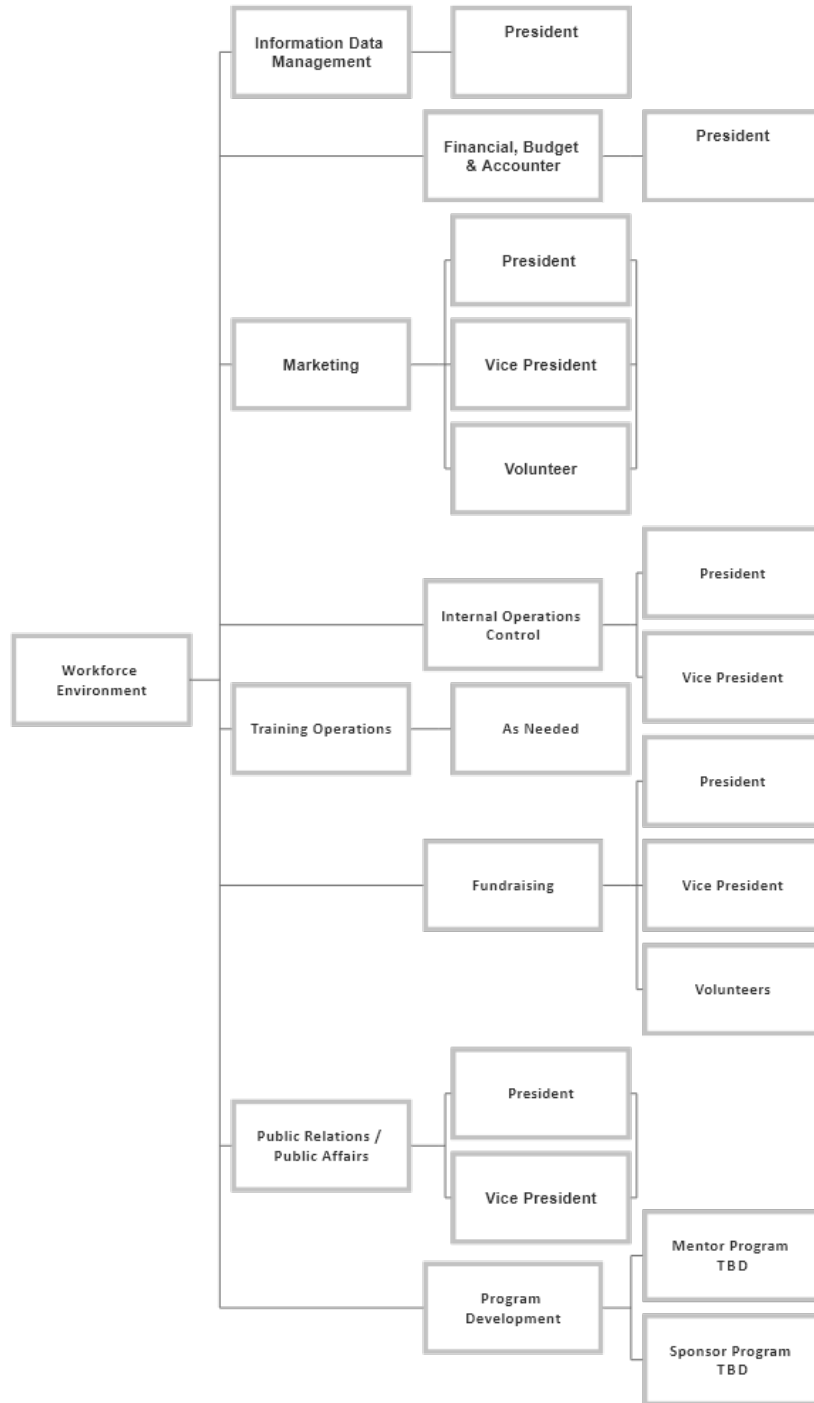 Information Data
Management
President
Financial, Budget
& Accounter
President
President
Marketing
Vice President
Volunteer
President
Internal Operations
Control
Vice President
Workforce
Environment
Training Operations
As Needed
President
Fundraising
Vice President
Volunteers
President
Public Relations /
Public Affairs
Vice President
Mentor Program
TBD
Program
Development
Sponsor Program
TBD